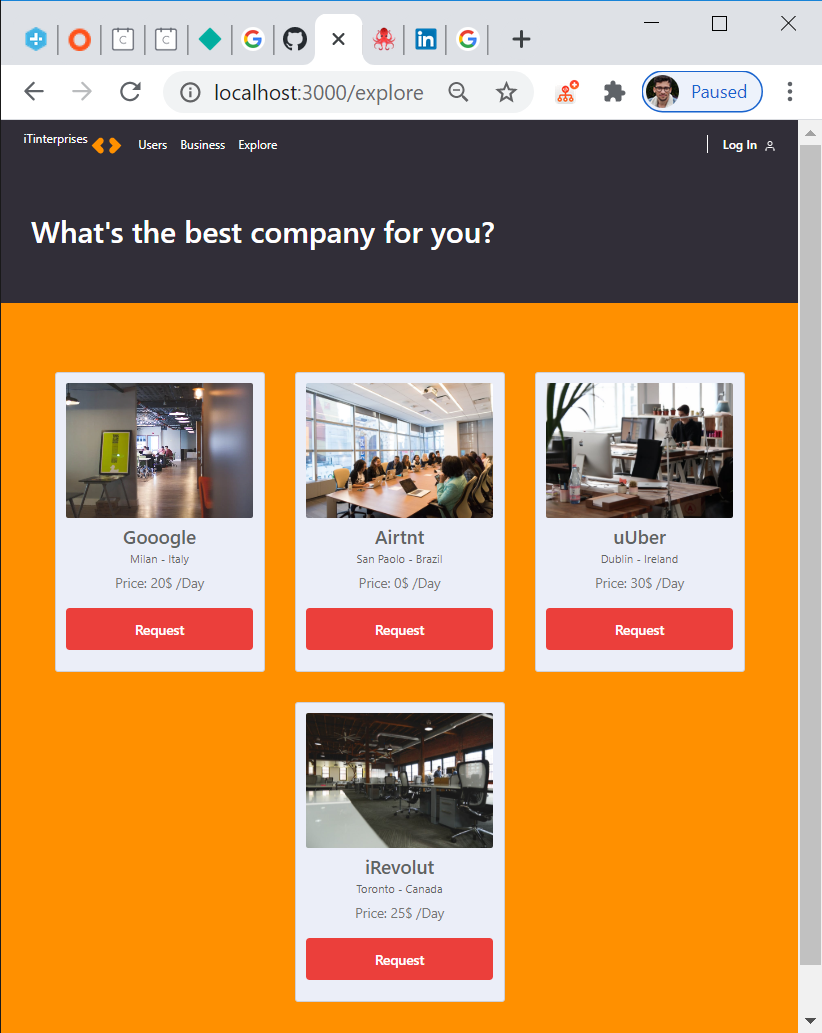 localhost:3000/explore
Paused
iTinterprises
Users Business Explore
Log In
What's the best company for you?
Gooogle
Milan - Italy
Price: 20$ /Day
Request
Airtnt
San Paolo - Brazil
Price: 0$ /Day
Request
uUber
Dublin - Ireland
Price: 30$ /Day
Request
iRevolut
Toronto - Canada
Price: 25$ /Day
Request